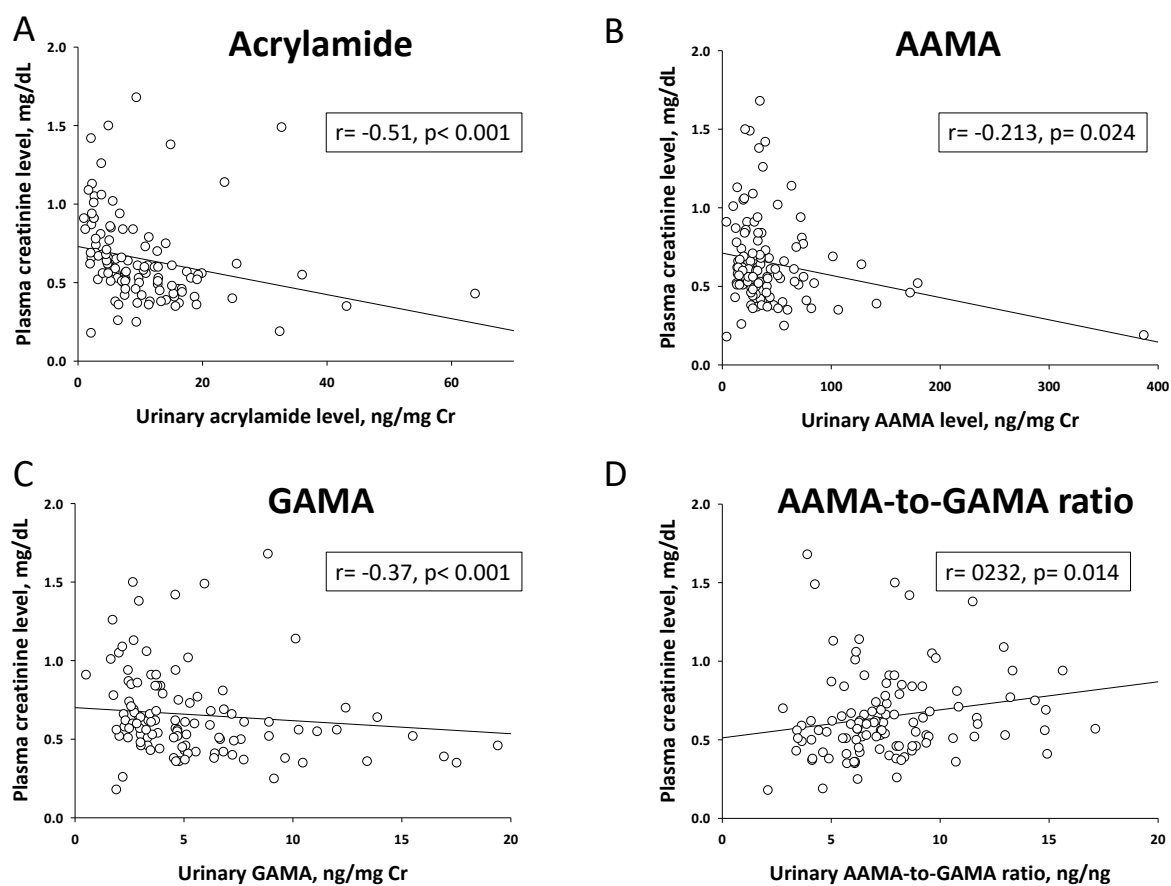 A
Acrylamide
Plasma creatinine level, mg/dL
2.0
1.5
1.0
0.5
0.0
r= -0.51, p< 0.001
0
20
40
60
Urinary acrylamide level, ng/mg Cr
B
AAMA
Plasma creatinine level, mg/dL
2.0
1.5
1.0
0.5
0.0
r= -0.213, p= 0.024
0
100
200
300
400
Urinary AAMA level, ng/mg Cr
C
GAMA
Plasma creatinine level, mg/dL
2.0
1.5
1.0
0.5
0.0
r= -0.37, p< 0.001
0
5
10
15
20
Urinary GAMA, ng/mg Cr
D
AAMA-to-GAMA ratio
Plasma creatinine level, mg/dL
2.0
1.5
1.0
0.5
0.0
r= 0232, p= 0.014
0
5
10
15
20
Urinary AAMA-to-GAMA ratio, ng/ng